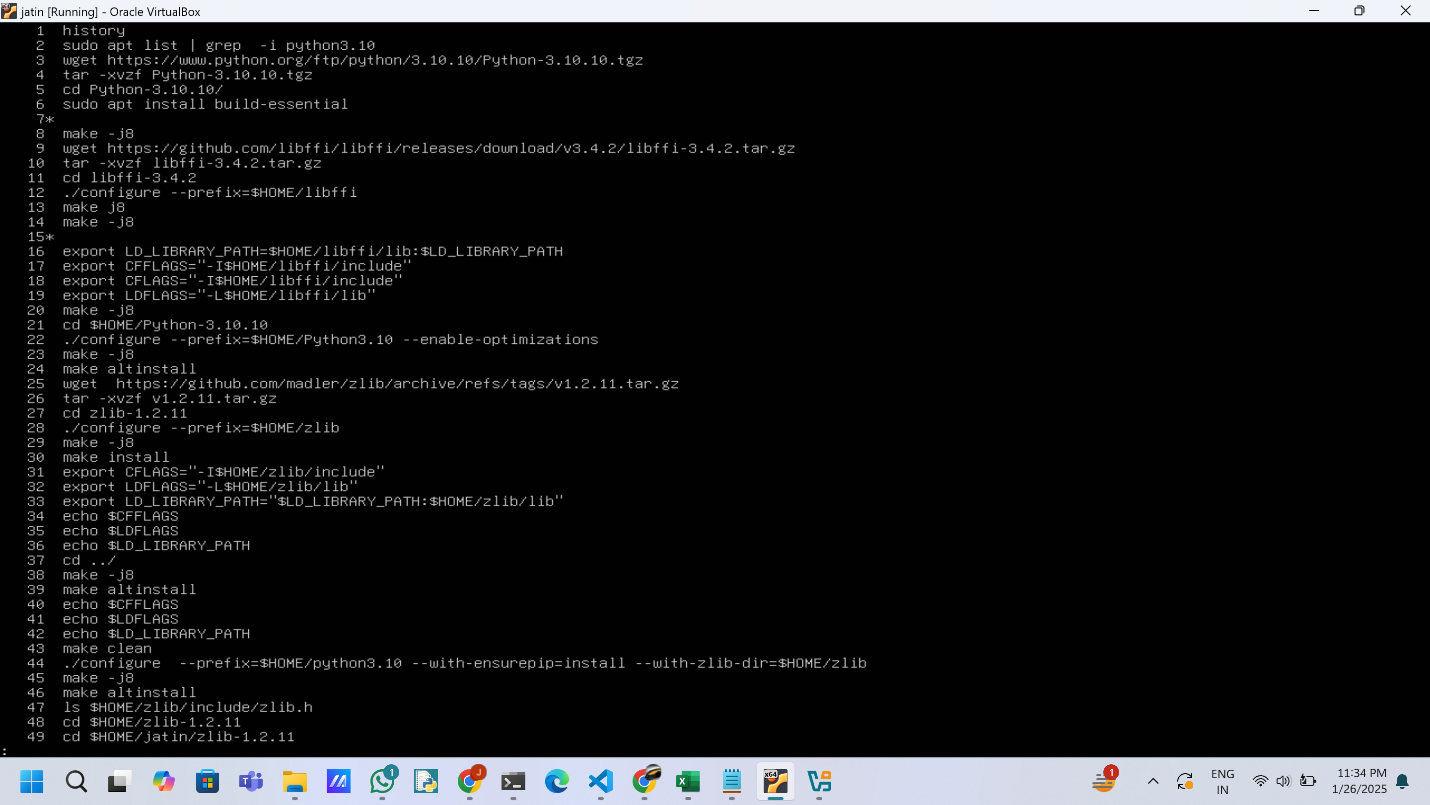 jatin [Running] - Oracle VirtualBox
1 history
2 sudo apt list | grep -i python3.10
3 wget https://www.python.org/ftp/python/3.10.10/Python-3.10.10.tgz
4 tar -xvzf Python-3.10.10.tgz
5 cd Python-3.10.10/
6 sudo apt install build-essential
7*
8 make -j8
9 wget https://github.com/libffi/libffi/releases/download/v3.4.2/libffi-3.4.2.tar.gz
10 tar -xvzf libffi-3.4.2.tar.gz
11 cd libffi-3.4.2
12 ./configure --prefix=$HOME/libffi
13 make j8
14 make -j8
15*
16 export LD_LIBRARY_PATH=$HOME/libffi/lib:$LD_LIBRARY_PATH
17 export CFFLAGS="-I$HOME/libffi/include"
18 export CFLAGS="-I$HOME/libffi/include"
19 export LDFLAGS="-L$HOME/libffi/lib"
20 make -j8
21 cd $HOME/Python-3.10.10
22 ./configure --prefix=$HOME/Python3.10 --enable-optimizations
23 make -j8
24 make altinstall
25 wget  https://github.com/madler/zlib/archive/refs/tags/v1.2.11.tar.gz
26 tar -xvzf v1.2.11.tar.gz
27 cd zlib-1.2.11
28 ./configure --prefix=$HOME/zlib
29 make -j8
30 make install
31 export CFLAGS="-I$HOME/zlib/include"
32 export LDFLAGS="-L$HOME/zlib/lib"
33 export LD_LIBRARY_PATH="$LD_LIBRARY_PATH:$HOME/zlib/lib"
34 echo $CFFLAGS
35 echo $LDFLAGS
36 echo $LD_LIBRARY_PATH
37 cd ../
38 make -j8
39 make altinstall
40 echo $CFFLAGS
41 echo $LDFLAGS
42 echo $LD_LIBRARY_PATH
43 make clean
44 ./configure  --prefix=$HOME/python3.10 --with-ensurepip=install --with-zlib-dir=$HOME/zlib
45 make -j8
46 make altinstall
47 ls $HOME/zlib/include/zlib.h
48 cd $HOME/zlib-1.2.11
49 cd $HOME/jatin/zlib-1.2.11
:
ENG
IN
11:34 PM
1/26/2025